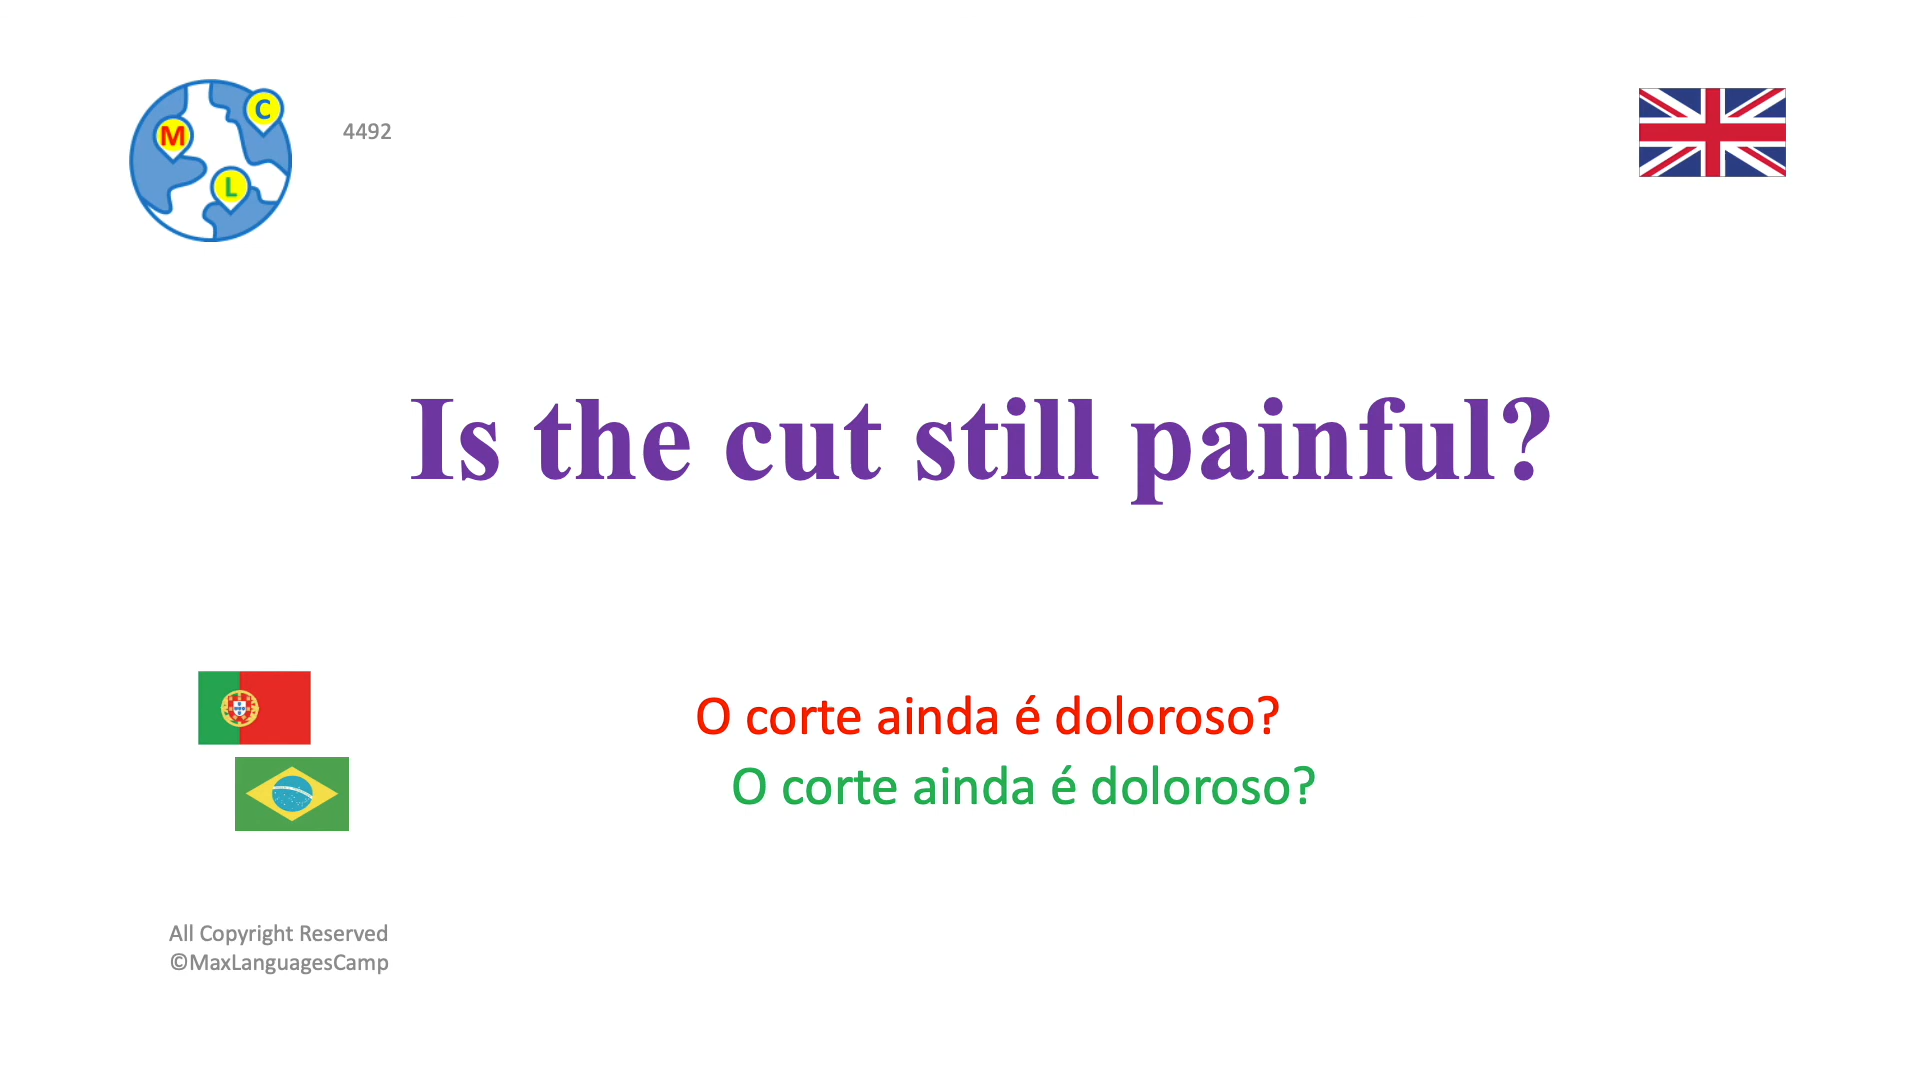 M
C
L
4492
Is the cut still painful?
O corte ainda é doloroso?
O corte ainda é doloroso?
All Copyright Reserved
©MaxLanguagesCamp